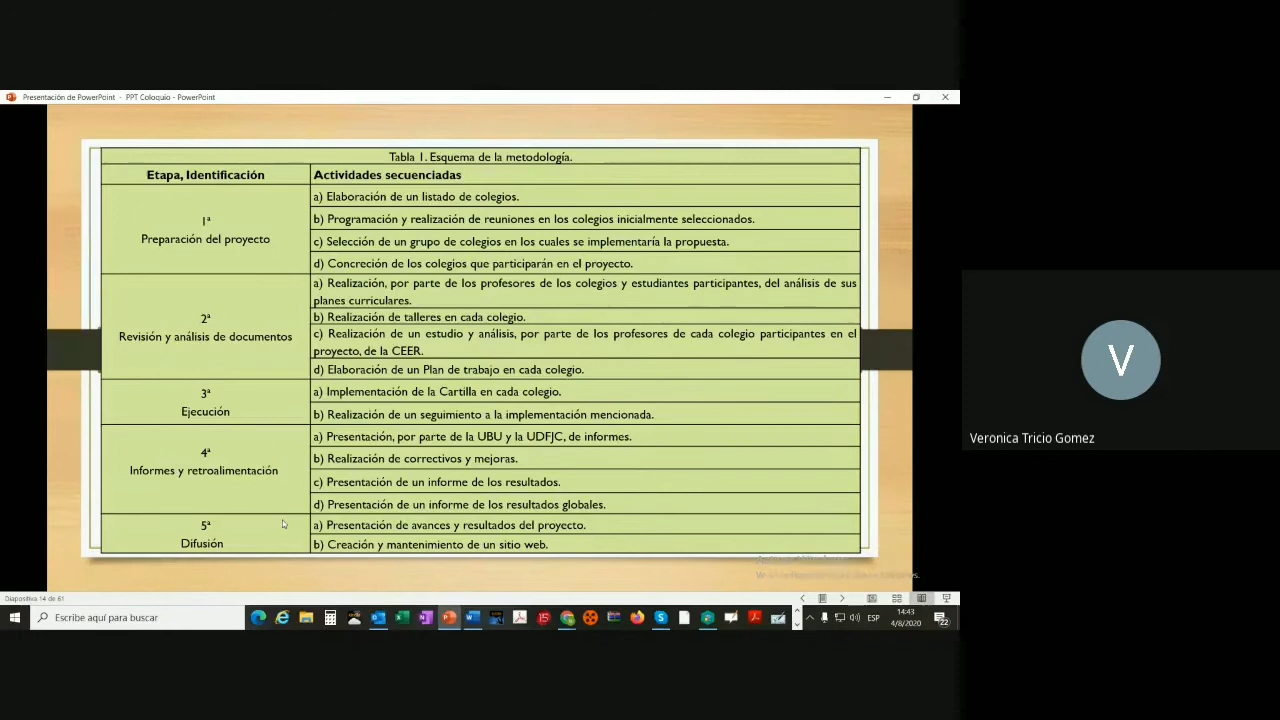 Presentación de PowerPoint - PPT Coloquio - PowerPoint
Tabla 1. Esquema de la metodología.
Etapa, Identificación
Actividades secuenciadas
1ª
Preparación del proyecto
a) Elaboración de un listado de colegios.
b) Programación y realización de reuniones en los colegios inicialmente seleccionados.
c) Selección de un grupo de colegios en los cuales se implementaría la propuesta.
d) Concreción de los colegios que participarán en el proyecto.
2ª
Revisión y análisis de documentos
a) Realización, por parte de los profesores de los colegios y estudiantes participantes, del análisis de sus
planes curriculares.
b) Realización de talleres en cada colegio.
c) Realización de un estudio y análisis, por parte de los profesores de cada colegio participantes en el
proyecto, de la CEER.
d) Elaboración de un Plan de trabajo en cada colegio.
3ª
Ejecución
a) Implementación de la Cartilla en cada colegio.
b) Realización de un seguimiento a la implementación mencionada.
4ª
Informes y retroalimentación
a) Presentación, por parte de la UBU y la UDFJC, de informes.
b) Realización de correctivos y mejoras.
c) Presentación de un informe de los resultados.
d) Presentación de un informe de los resultados globales.
5ª
Difusión
a) Presentación de avances y resultados del proyecto.
b) Creación y mantenimiento de un sitio web.
Diapositiva 14 de 61
Escribe aquí para buscar
ESP
14:43
4/8/2020
22
V
Veronica Tricio Gomez